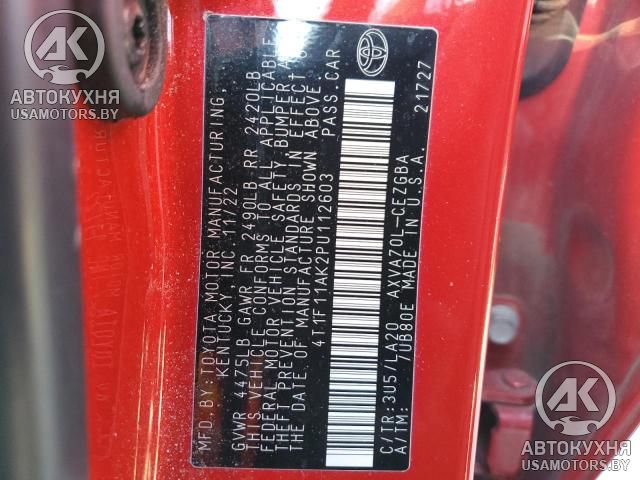 MFD. BY: TOYOTA MOTOR MANUFACTURING
KENTUCKY, INC 11/22
GVWR 4475LB GAWR FR 2490LB RR 2420LB
THIS VEHICLE CONFORMS TO ALL APPLICABLE
FEDERAL MOTOR VEHICLE SAFETY, BUMPER, AND
THEFT PREVENTION STANDARDS IN EFFECT ON
THE DATE OF MANUFACTURE SHOWN ABOVE.
4T1F11AK2PU112603 PASS.CAR
C/TR: 3U5/LA20 AXVA70L-CEZGBA
A/TM: /UB80E MADE IN U.S.A. 21727
AK
АВТОКУХНЯ
USAMOTORS.BY
AK
АВТОКУХНЯ
USAMOTORS.BY